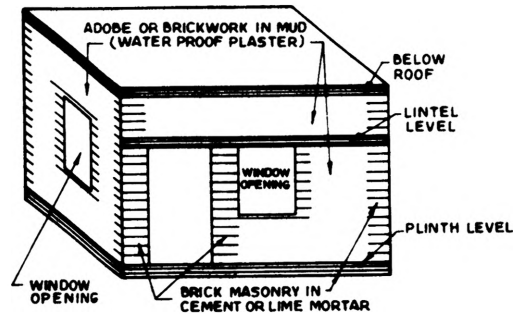 ADOBE OR BRICKWORK IN MUD
(WATER PROOF PLASTER)
BELOW
ROOF
LINTEL
LEVEL
WINDOW
OPENING
PLINTH LEVEL
WINDOW
OPENING
BRICK MASONRY IN
CEMENT OR LIME MORTAR